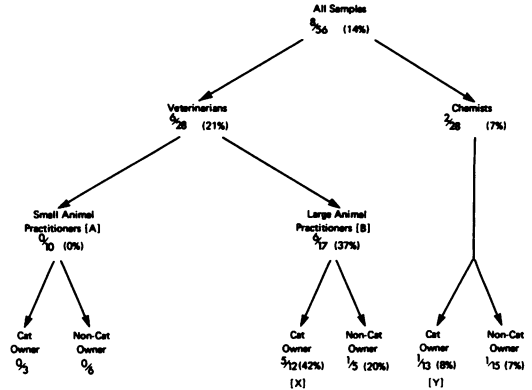 All Samples
8/56 (14%)
Veterinerians
6/28 (21%)
Chemists
2/28 (7%)
Small Animal
Practitioners [A]
0/10 (0%)
Large Animal
Practitioners [B]
6/17 (37%)
Cat
Owner
0/3
Non-Cat
Owner
0/6
Cat
Owner
5/12(42%)
[X]
Non-Cat
Owner
1/5 (20%)
Cat
Owner
1/13 (8%)
[Y]
Non-Cat
Owner
1/15 (7%)